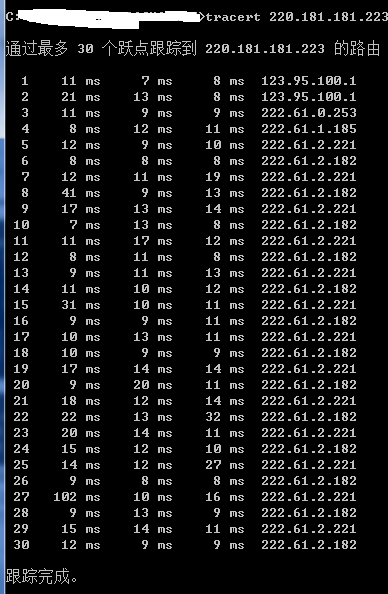 C:>tracert 220.181.181.223
通过最多 30 个跃点跟踪到 220.181.181.223 的路由
1 11 ms 7 ms 8 ms 123.95.100.1
2 21 ms 13 ms 8 ms 123.95.100.1
3 11 ms 9 ms 9 ms 222.61.0.253
4 8 ms 12 ms 11 ms 222.61.1.185
5 12 ms 9 ms 10 ms 222.61.2.221
6 8 ms 8 ms 8 ms 222.61.2.182
7 12 ms 11 ms 19 ms 222.61.2.221
8 41 ms 9 ms 13 ms 222.61.2.182
9 17 ms 13 ms 14 ms 222.61.2.221
10 7 ms 13 ms 8 ms 222.61.2.182
11 11 ms 17 ms 12 ms 222.61.2.221
12 8 ms 11 ms 8 ms 222.61.2.182
13 9 ms 11 ms 13 ms 222.61.2.221
14 11 ms 10 ms 12 ms 222.61.2.182
15 31 ms 10 ms 11 ms 222.61.2.221
16 9 ms 9 ms 11 ms 222.61.2.182
17 10 ms 13 ms 11 ms 222.61.2.221
18 10 ms 9 ms 9 ms 222.61.2.182
19 17 ms 14 ms 14 ms 222.61.2.221
20 9 ms 20 ms 11 ms 222.61.2.182
21 18 ms 12 ms 14 ms 222.61.2.221
22 22 ms 13 ms 32 ms 222.61.2.182
23 20 ms 14 ms 11 ms 222.61.2.221
24 15 ms 12 ms 10 ms 222.61.2.182
25 14 ms 12 ms 27 ms 222.61.2.221
26 9 ms 8 ms 8 ms 222.61.2.182
27 102 ms 10 ms 16 ms 222.61.2.221
28 9 ms 13 ms 9 ms 222.61.2.182
29 15 ms 14 ms 11 ms 222.61.2.221
30 12 ms 9 ms 9 ms 222.61.2.182
跟踪完成。